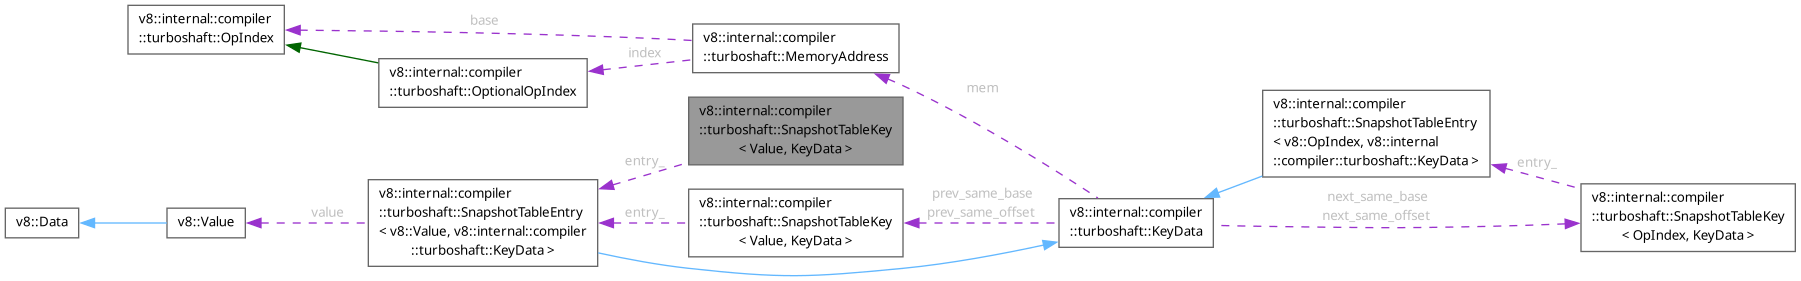 v8::internal::compiler
::turboshaft::OpIndex
base
v8::internal::compiler
::turboshaft::MemoryAddress
index
v8::internal::compiler
::turboshaft::OptionalOpIndex
mem
v8::internal::compiler
::turboshaft::SnapshotTableKey
< Value, KeyData >
v8::internal::compiler
::turboshaft::SnapshotTableEntry
< v8::OpIndex, v8::internal
::compiler::turboshaft::KeyData >
entry_
entry_
v8::Data
v8::Value
value
v8::internal::compiler
::turboshaft::SnapshotTableEntry
< v8::Value, v8::internal::compiler
::turboshaft::KeyData >
entry_
v8::internal::compiler
::turboshaft::SnapshotTableKey
< Value, KeyData >
prev_same_base
prev_same_offset
v8::internal::compiler
::turboshaft::KeyData
next_same_base
next_same_offset
v8::internal::compiler
::turboshaft::SnapshotTableKey
< OpIndex, KeyData >